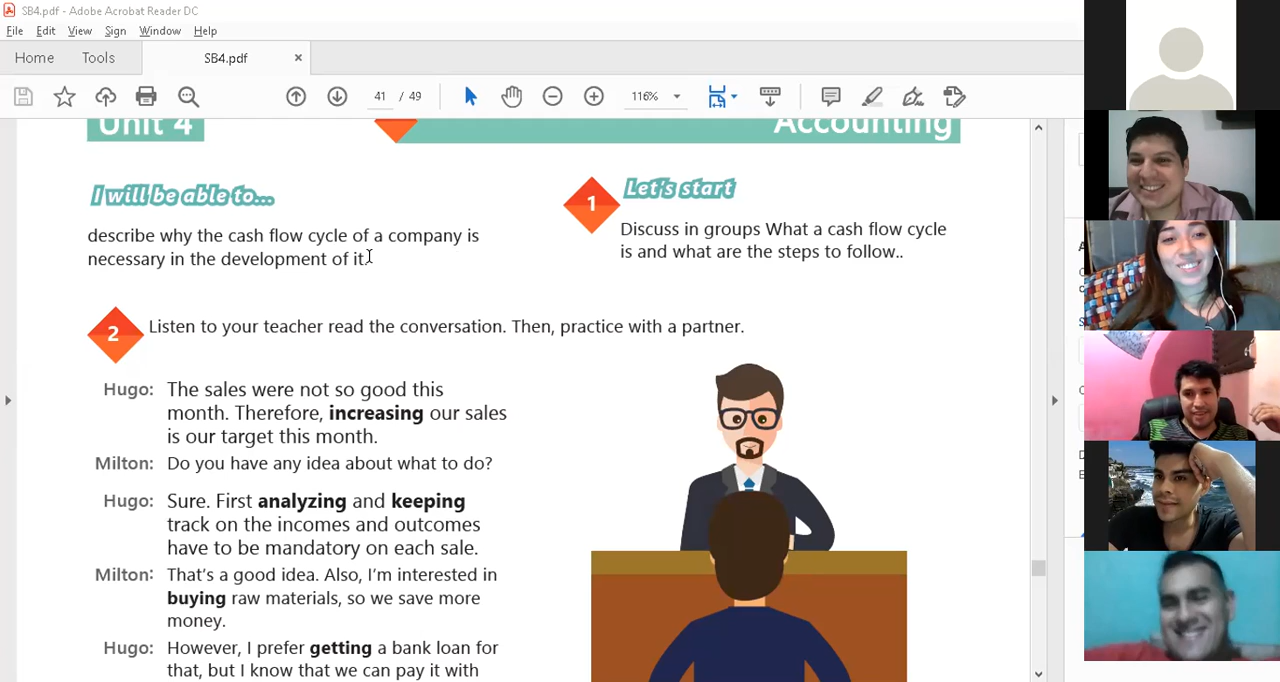 SB4.pdf - Adobe Acrobat Reader DC
File Edit View Sign Window Help
Home Tools SB4.pdf ×
41 / 49 116%
Unit 4 Accounting
I will be able to...
describe why the cash flow cycle of a company is
necessary in the development of it.
1 Let's start
Discuss in groups What a cash flow cycle
is and what are the steps to follow..
2 Listen to your teacher read the conversation. Then, practice with a partner.
Hugo: The sales were not so good this
month. Therefore, increasing our sales
is our target this month.
Milton: Do you have any idea about what to do?
Hugo: Sure. First analyzing and keeping
track on the incomes and outcomes
have to be mandatory on each sale.
Milton: That's a good idea. Also, I'm interested in
buying raw materials, so we save more
money.
Hugo: However, I prefer getting a bank loan for
that, but I know that we can pay it with